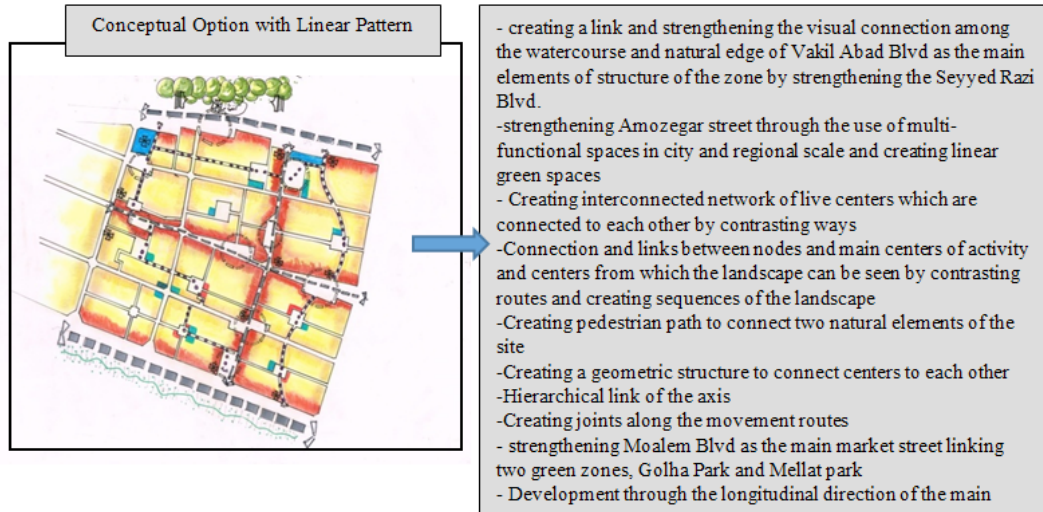 Conceptual Option with Linear Pattern
- creating a link and strengthening the visual connection among
the watercourse and natural edge of Vakil Abad Blvd as the main
elements of structure of the zone by strengthening the Seyyed Razi
Blvd.
-strengthening Amozegar street through the use of multi-
functional spaces in city and regional scale and creating linear
green spaces
- Creating interconnected network of live centers which are
connected to each other by contrasting ways
-Connection and links between nodes and main centers of activity
and centers from which the landscape can be seen by contrasting
routes and creating sequences of the landscape
-Creating pedestrian path to connect two natural elements of the
site
-Creating a geometric structure to connect centers to each other
-Hierarchical link of the axis
-Creating joints along the movement routes
- strengthening Moalem Blvd as the main market street linking
two green zones, Golha Park and Mellat park
- Development through the longitudinal direction of the main